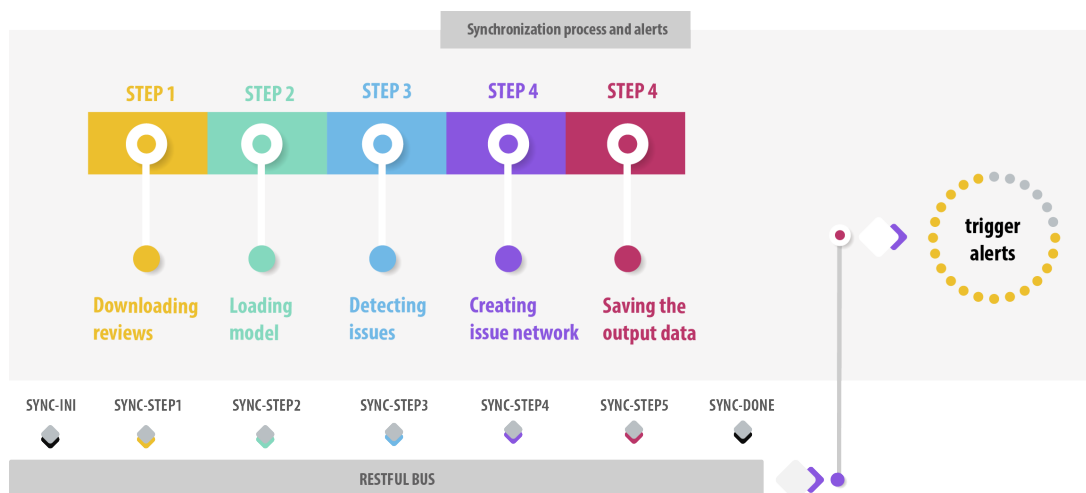 Synchronization process and alerts
STEP 1
STEP 2
STEP 3
STEP 4
STEP 4
Downloading
reviews
Loading
model
Detecting
issues
Creating
issue network
Saving the
output data
trigger
alerts
SYNC-INI
SYNC-STEP1
SYNC-STEP2
SYNC-STEP3
SYNC-STEP4
SYNC-STEP5
SYNC-DONE
RESTFUL BUS